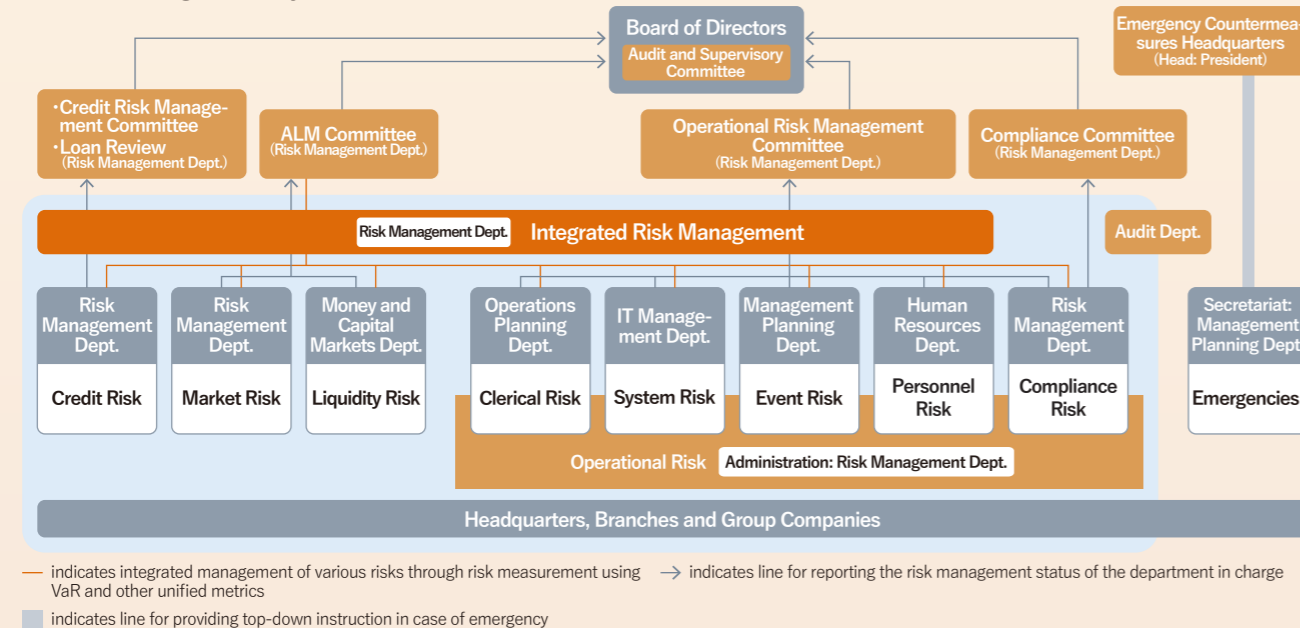 Board of Directors
Audit and Supervisory
Committee
Emergency Countermea-
sures Headquarters
(Head: President)
・Credit Risk Manage-
ment Committee
・Loan Review
(Risk Management Dept.)
ALM Committee
(Risk Management Dept.)
Operational Risk Management
Committee
(Risk Management Dept.)
Compliance Committee
(Risk Management Dept.)
Risk Management Dept.
Integrated Risk Management
Audit Dept.
Risk
Management
Dept.
Credit Risk
Risk
Management
Dept.
Market Risk
Money and
Capital
Markets Dept.
Liquidity Risk
Operations
Planning
Dept.
Clerical Risk
IT Manage-
ment Dept.
System Risk
Management
Planning
Dept.
Event Risk
Human
Resources
Dept.
Personnel
Risk
Risk
Management
Dept.
Compliance
Risk
Secretariat:
Management
Planning Dept
Emergencies
Operational Risk
Administration: Risk Management Dept.
Headquarters, Branches and Group Companies
indicates integrated management of various risks through risk measurement using
VaR and other unified metrics
indicates line for reporting the risk management status of the department in charge
indicates line for providing top-down instruction in case of emergency